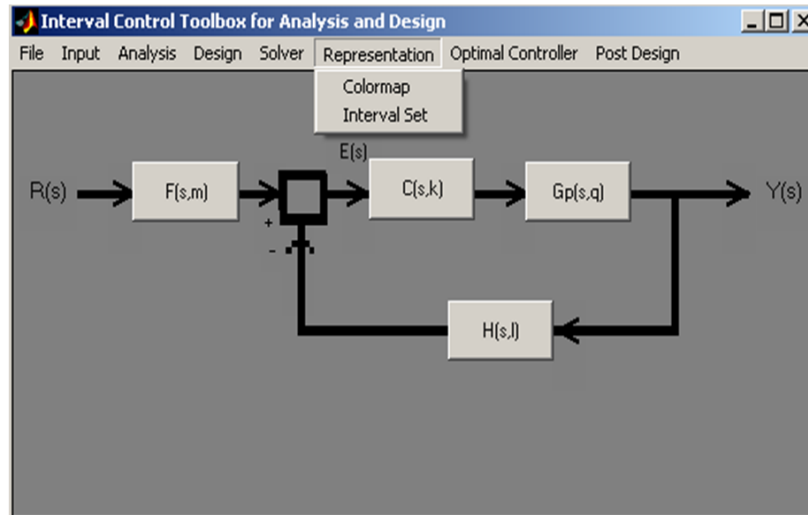 Interval Control Toolbox for Analysis and Design
File Input Analysis Design Solver Representation Optimal Controller Post Design
Colormap
Interval Set
E(s)
R(s) F(s,m) C(s,k) Gp(s,q) Y(s)
+
-
H(s,l)